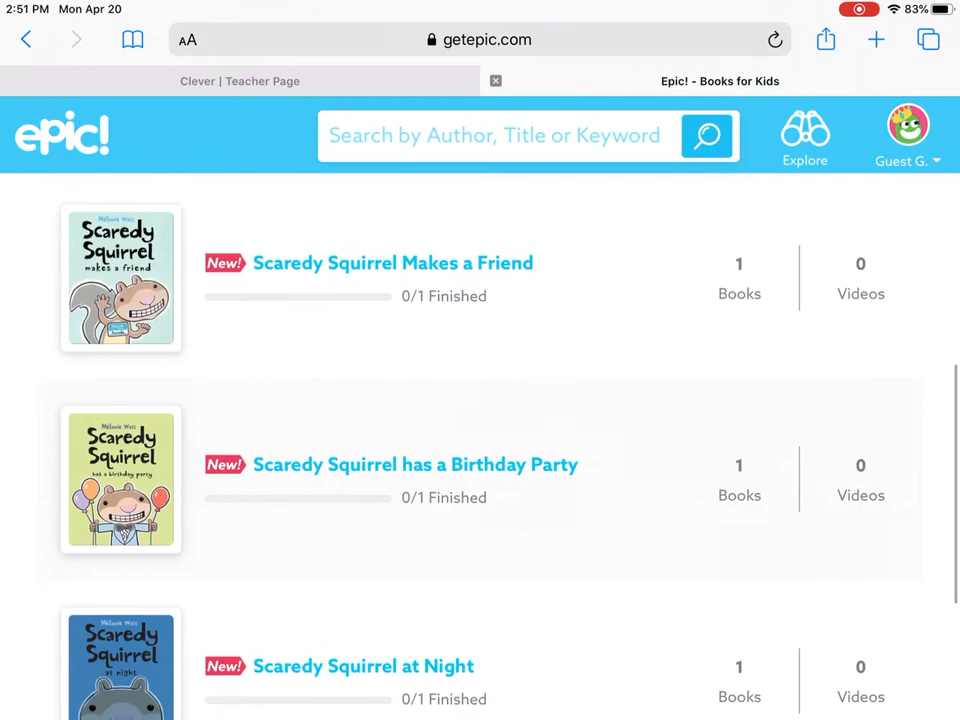 2:51 PM Mon Apr 20
83%
AA
getepic.com
Clever | Teacher Page
Epic! - Books for Kids
epic!
Search by Author, Title or Keyword
Explore
Guest G.
Mélanie Watt
Scaredy
Squirrel
makes a friend
New! Scaredy Squirrel Makes a Friend
0/1 Finished
1
Books
0
Videos
Mélanie Watt
Scaredy
Squirrel
has a birthday party
New! Scaredy Squirrel has a Birthday Party
0/1 Finished
1
Books
0
Videos
Mélanie Watt
Scaredy
Squirrel
at night
New! Scaredy Squirrel at Night
0/1 Finished
1
Books
0
Videos